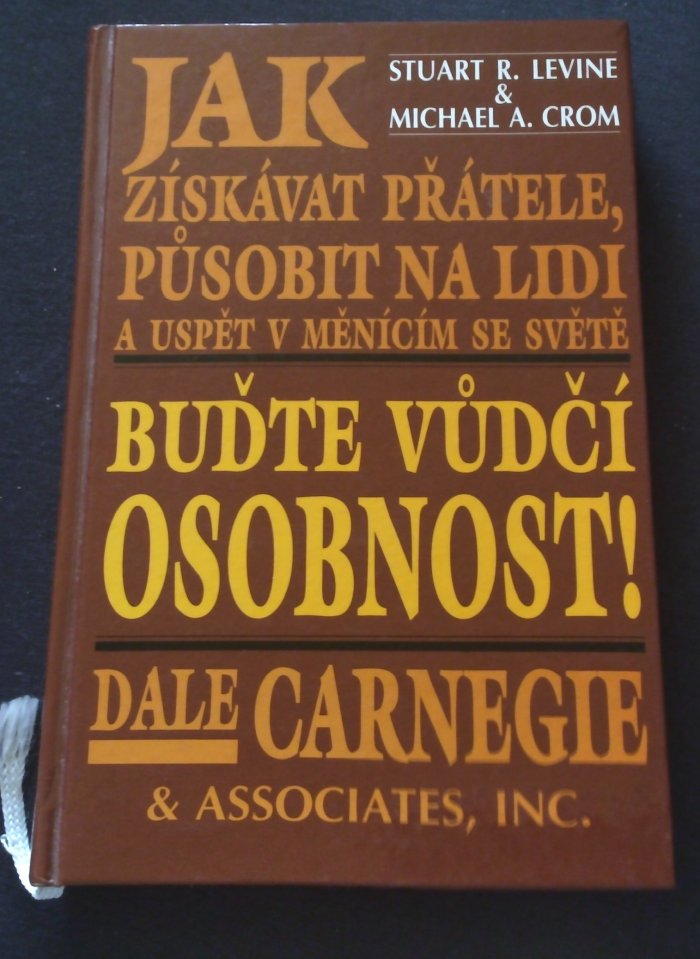 JAK
STUART R. LEVINE
&
MICHAEL A. CROM
ZÍSKÁVAT PŘÁTELE,
PŮSOBIT NA LIDI
A USPĚT V MĚNÍCÍM SE SVĚTĚ
BUĎTE VŮDČÍ
OSOBNOST!
DALE CARNEGIE
& ASSOCIATES, INC.